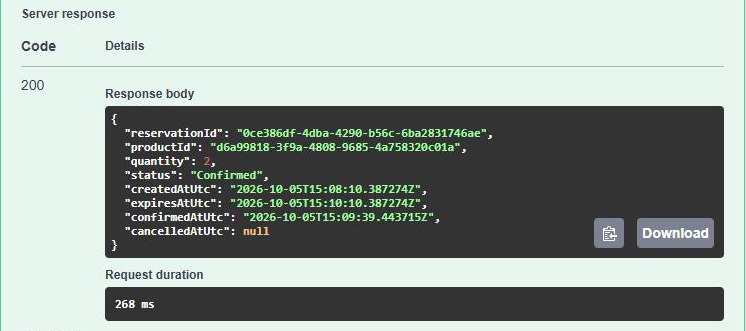 Server response
Code Details
200
Response body
{
"reservationId": "0ce386df-4dba-4290-b56c-6ba2831746ae",
"productId": "d6a99818-3f9a-4808-9685-4a758320c01a",
"quantity": 2,
"status": "Confirmed",
"createdAtUtc": "2026-10-05T15:08:10.387274Z",
"expiresAtUtc": "2026-10-05T15:10:10.387274Z",
"confirmedAtUtc": "2026-10-05T15:09:39.443715Z",
"cancelledAtUtc": null
}
Download
Request duration
268 ms